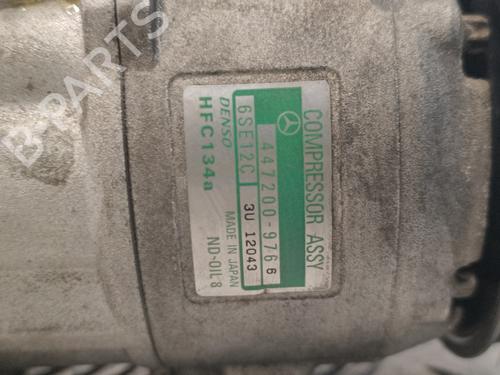 COMPRESSOR ASSY
447200-9766
6SE12C 3U 12043
DENSO MADE IN JAPAN
HFC134a ND-OIL 8
B-PARTS